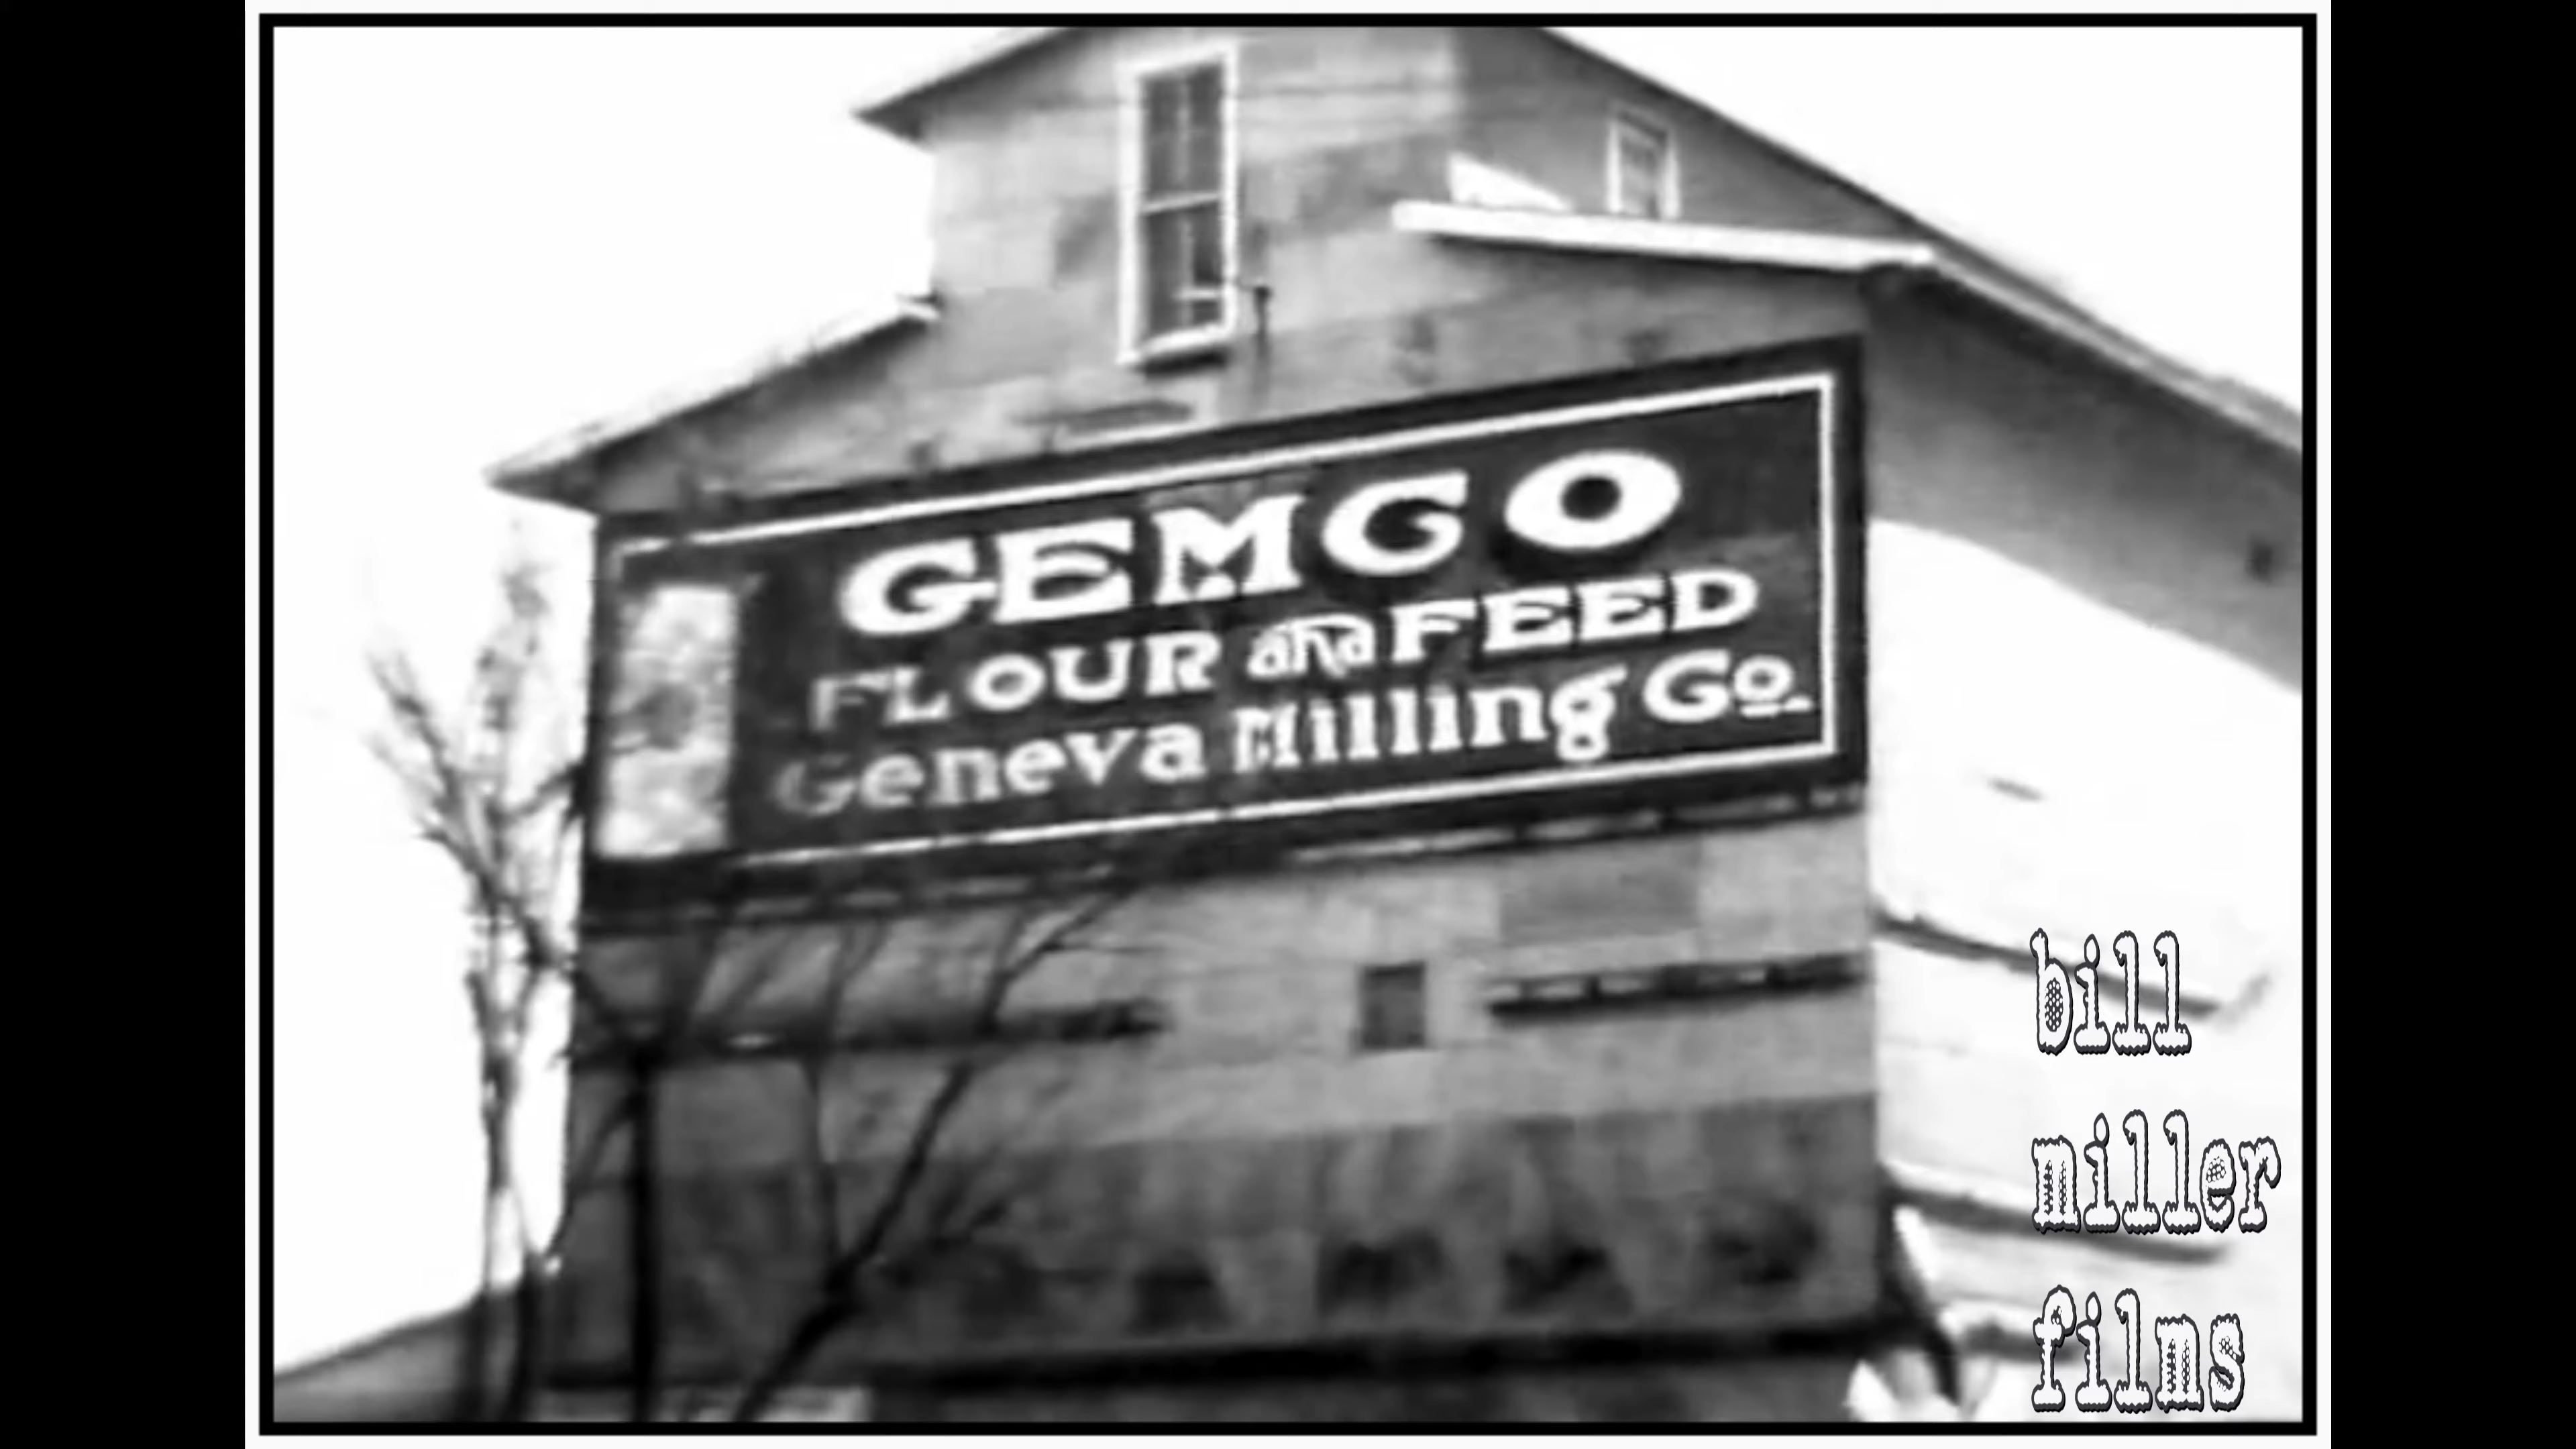 GEMCO
FLOUR and FEED
Geneva Milling Co.
bill
miller
films